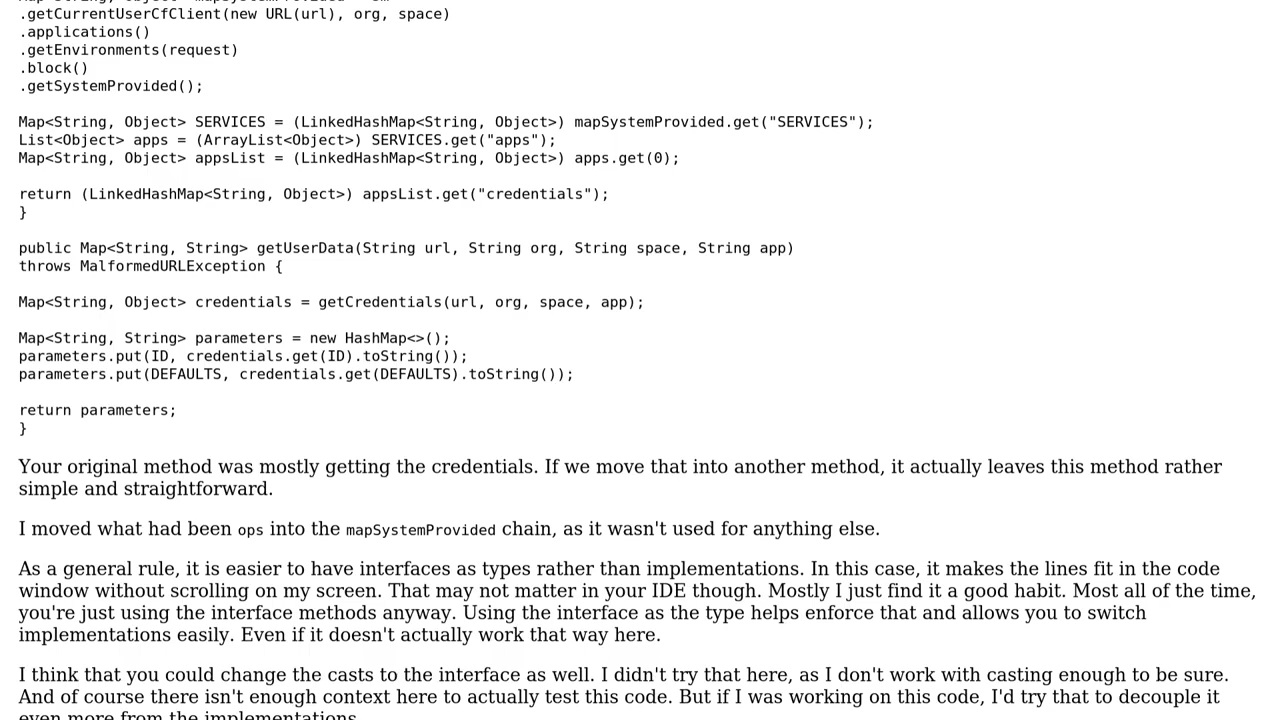 .getCurrentUserCfClient(new URL(url), org, space)
.applications()
.getEnvironments(request)
.block()
.getSystemProvided();
Map<String, Object> SERVICES = (LinkedHashMap<String, Object>) mapSystemProvided.get("SERVICES");
List<Object> apps = (ArrayList<Object>) SERVICES.get("apps");
Map<String, Object> appsList = (LinkedHashMap<String, Object>) apps.get(0);
return (LinkedHashMap<String, Object>) appsList.get("credentials");
}
public Map<String, String> getUserData(String url, String org, String space, String app)
throws MalformedURLException {
Map<String, Object> credentials = getCredentials(url, org, space, app);
Map<String, String> parameters = new HashMap<>();
parameters.put(ID, credentials.get(ID).toString());
parameters.put(DEFAULTS, credentials.get(DEFAULTS).toString());
return parameters;
}
Your original method was mostly getting the credentials. If we move that into another method, it actually leaves this method rather
simple and straightforward.
I moved what had been ops into the mapSystemProvided chain, as it wasn't used for anything else.
As a general rule, it is easier to have interfaces as types rather than implementations. In this case, it makes the lines fit in the code
window without scrolling on my screen. That may not matter in your IDE though. Mostly I just find it a good habit. Most all of the time,
you're just using the interface methods anyway. Using the interface as the type helps enforce that and allows you to switch
implementations easily. Even if it doesn't actually work that way here.
I think that you could change the casts to the interface as well. I didn't try that here, as I don't work with casting enough to be sure.
And of course there isn't enough context here to actually test this code. But if I was working on this code, I'd try that to decouple it
even more from the implementations.